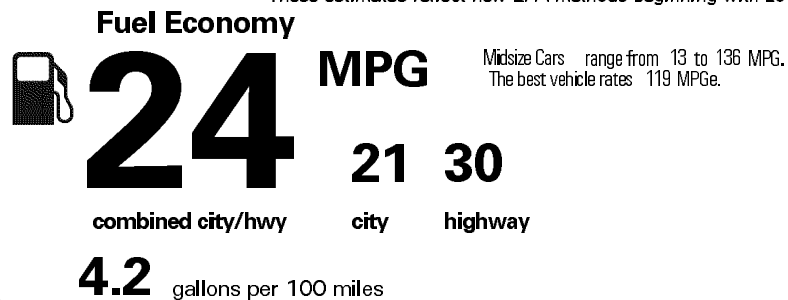 Fuel Economy
24 MPG
Midsize Cars range from 13 to 136 MPG.
The best vehicle rates 119 MPGe.
21 30
combined city/hwy city highway
4.2 gallons per 100 miles